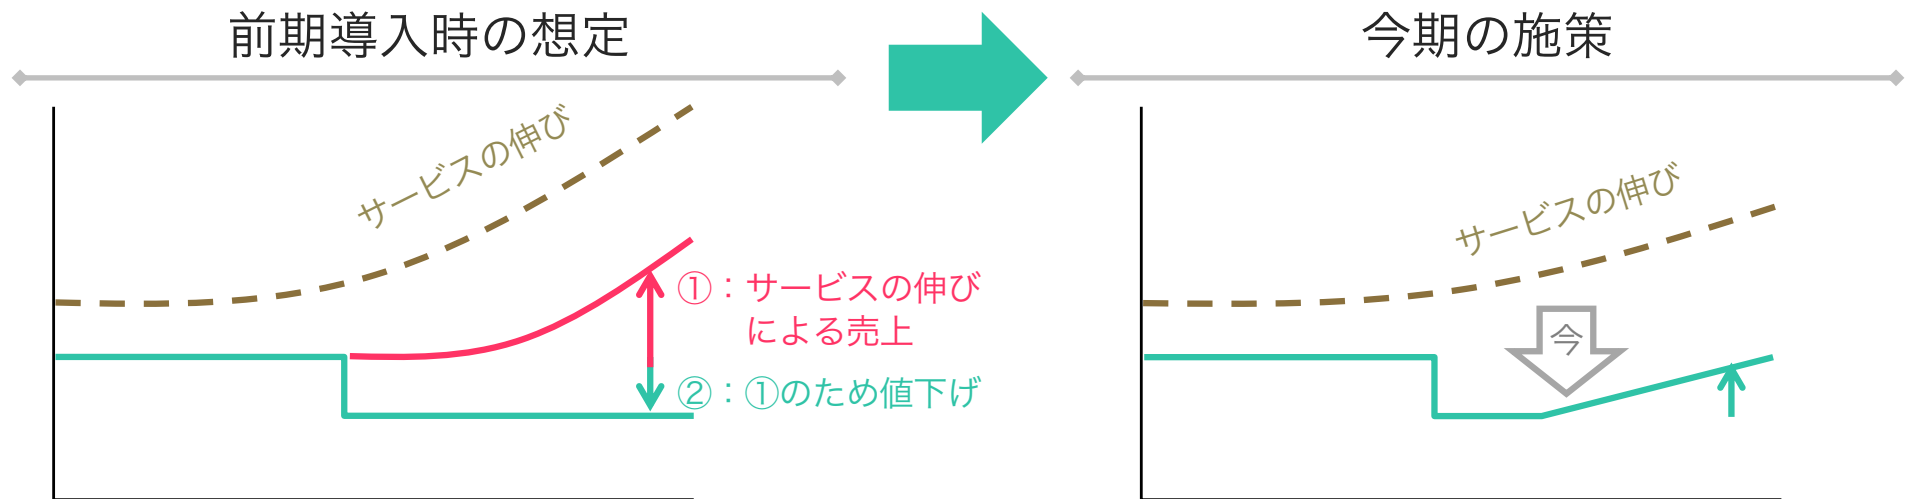 前期導入時の想定
今期の施策
サービスの伸び
①：サービスの伸び
による売上
②：①のため値下げ
サービスの伸び
今